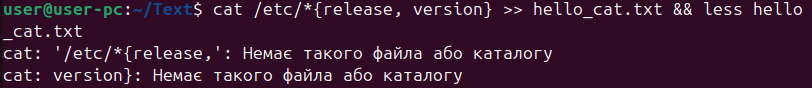 user@user-pc:~/Text$ cat /etc/*{release, version} >> hello_cat.txt && less hello
_cat.txt
cat: '/etc/*{release,': Немає такого файла або каталогу
cat: version}: Немає такого файла або каталогу